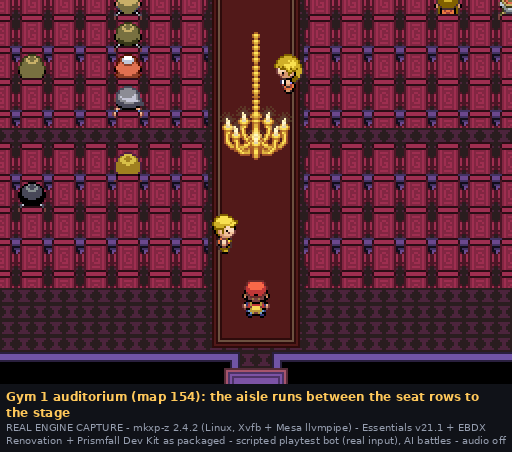 Gym 1 auditorium (map 154): the aisle runs between the seat rows to
the stage
REAL ENGINE CAPTURE - mkxp-z 2.4.2 (Linux, Xvfb + Mesa llvmpipe) - Essentials v21.1 + EBDX
Renovation + Prismfall Dev Kit as packaged - scripted playtest bot (real input), AI battles - audio off